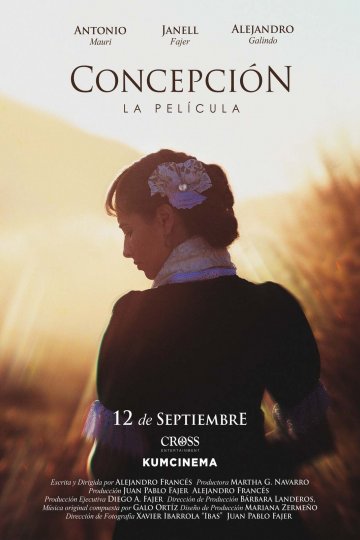 ANTONIO JANELL ALEJANDRO
Mauri Fajer Galindo
CONCEPCIÓN
LA PELÍCULA
12 de SEPTIEMBRE
CROSS
ENTERTAINMENT
KUMCINEMA
Escrita y Dirigida por ALEJANDRO FRANCÉS Productora MARTHA G. NAVARRO
Producción JUAN PABLO FAJER ALEJANDRO FRANCÉS
Producción Ejecutiva DIEGO A. FAJER Dirección de Producción BÁRBARA LANDEROS,
Música original compuesta por GALO ORTÍZ Diseño de Producción MARIANA ZERMEÑO
Dirección de Fotografía XAVIER IBARROLA "IBAS" JUAN PABLO FAJER